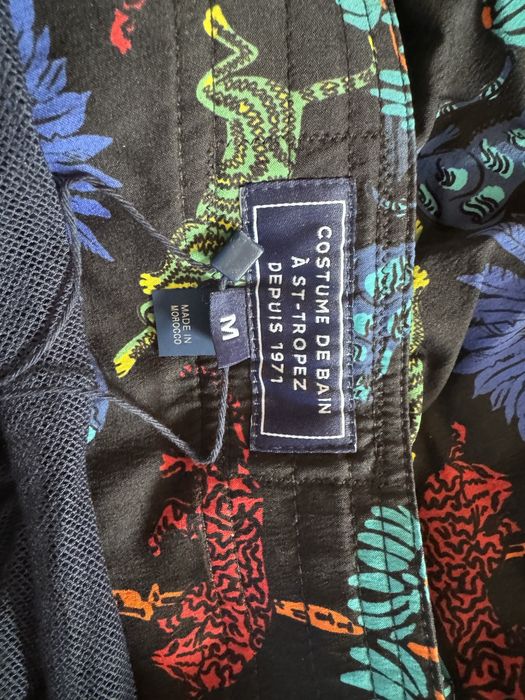 COSTUME DE BAIN
À ST-TROPEZ
DEPUIS 1971
M
MADE IN
MOROCCO